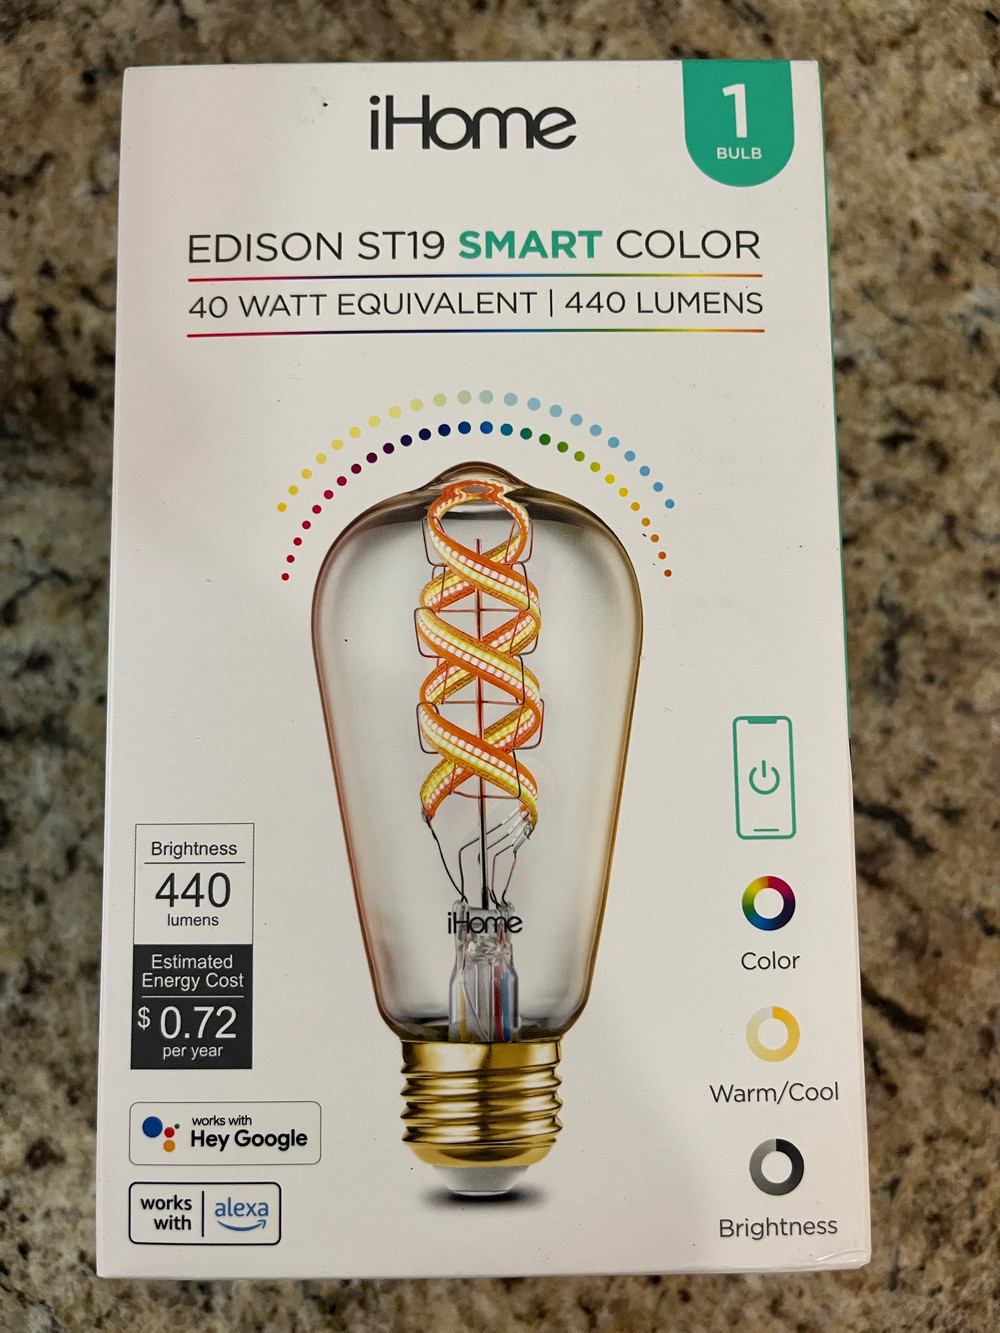 iHome
1
BULB
EDISON ST19 SMART COLOR
40 WATT EQUIVALENT | 440 LUMENS
iHome
Brightness
440
lumens
Estimated
Energy Cost
$ 0.72
per year
works with
Hey Google
works
with
alexa
Color
Warm/Cool
Brightness